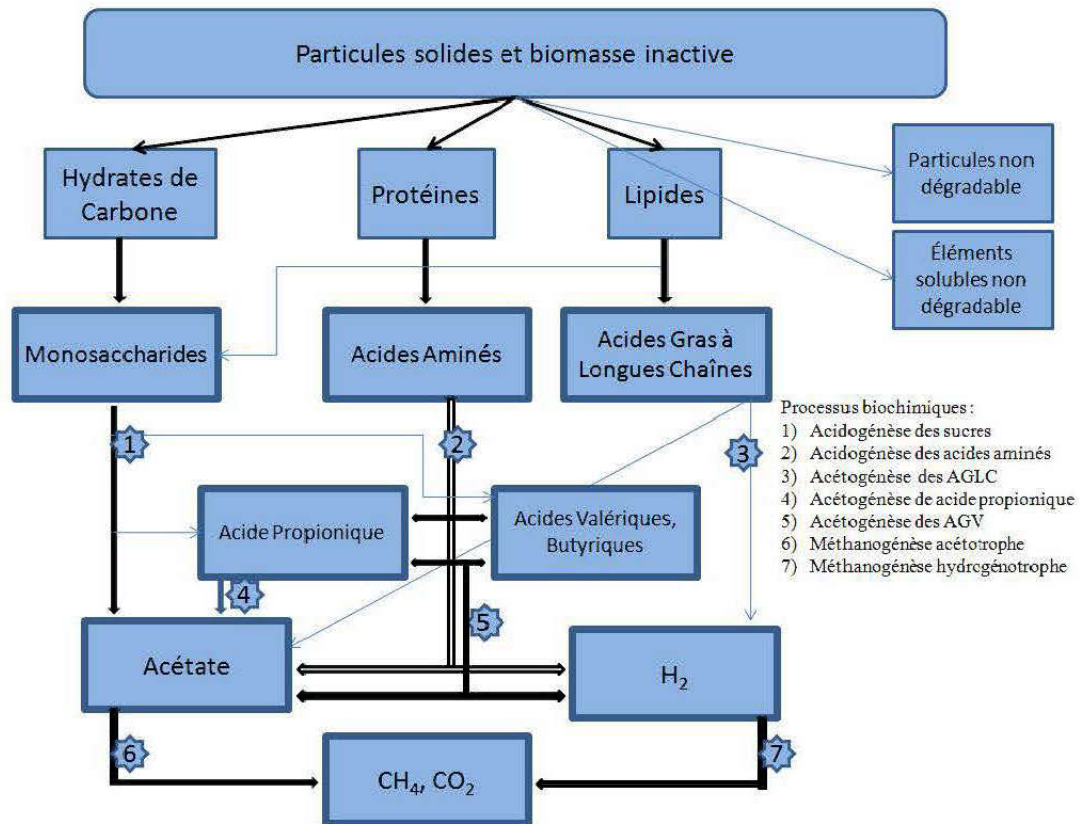 Particules solides et biomasse inactive
Hydrates de
Carbone
Protéines
Lipides
Particules non
dégradable
Éléments
solubles non
dégradable
Monosaccharides
Acides Aminés
Acides Gras à
Longues Chaînes
Processus biochimiques :
1) Acidogénèse des sucres
2) Acidogénèse des acides aminés
3) Acétogénèse des AGLC
4) Acétogénèse de acide propionique
5) Acétogénèse des AGV
6) Méthanogénèse acétotrophe
7) Méthanogénèse hydrogénotrophe
1
2
3
Acide Propionique
Acides Valériques,
Butyriques
4
5
Acétate
H2
6
7
CH4, CO2